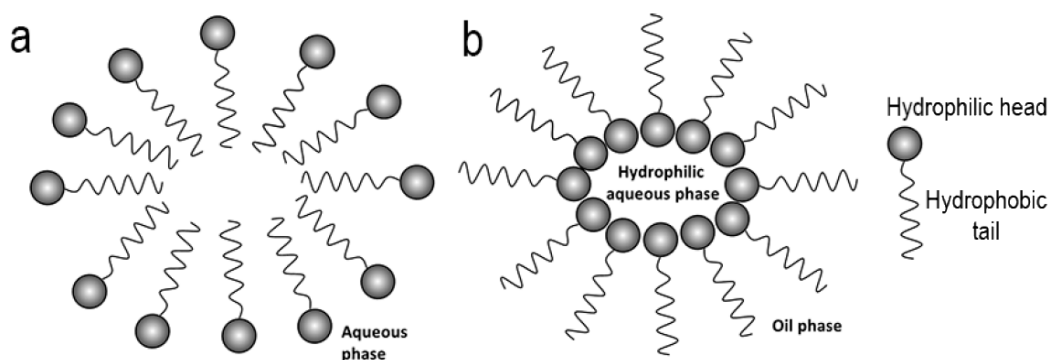 a
Aqueous
phase
b
Hydrophilic
aqueous phase
Oil phase
Hydrophilic head
Hydrophobic
tail